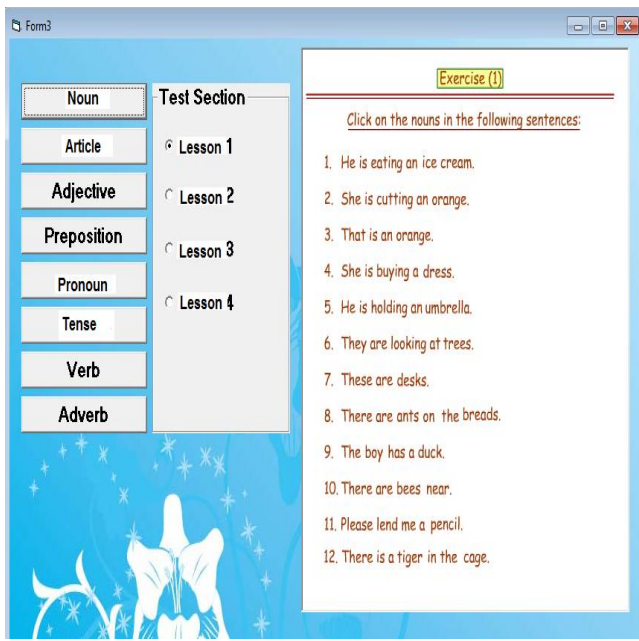 Form3
Noun
Article
Adjective
Preposition
Pronoun
Tense
Verb
Adverb
Test Section
Lesson 1
Lesson 2
Lesson 3
Lesson 4
Exercise (1)
Click on the nouns in the following sentences:
1. He is eating an ice cream.
2. She is cutting an orange.
3. That is an orange.
4. She is buying a dress.
5. He is holding an umbrella.
6. They are looking at trees.
7. These are desks.
8. There are ants on the breads.
9. The boy has a duck.
10. There are bees near.
11. Please lend me a pencil.
12. There is a tiger in the cage.